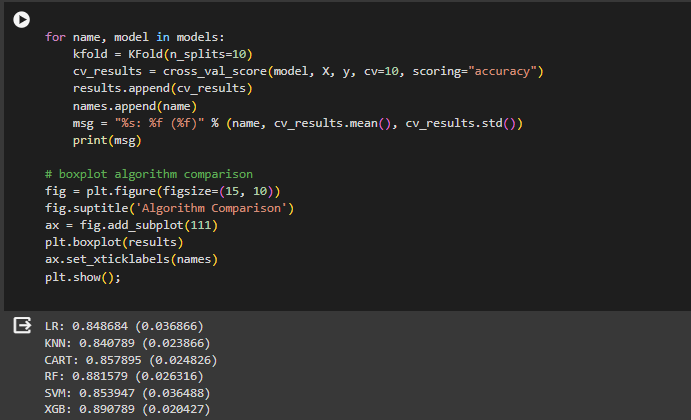 for name, model in models:
    kfold = KFold(n_splits=10)
    cv_results = cross_val_score(model, X, y, cv=10, scoring="accuracy")
    results.append(cv_results)
    names.append(name)
    msg = "%s: %f (%f)" % (name, cv_results.mean(), cv_results.std())
    print(msg)

# boxplot algorithm comparison
fig = plt.figure(figsize=(15, 10))
fig.suptitle('Algorithm Comparison')
ax = fig.add_subplot(111)
plt.boxplot(results)
ax.set_xticklabels(names)
plt.show();

LR: 0.848684 (0.036866)
KNN: 0.840789 (0.023866)
CART: 0.857895 (0.024826)
RF: 0.881579 (0.026316)
SVM: 0.853947 (0.036488)
XGB: 0.890789 (0.020427)